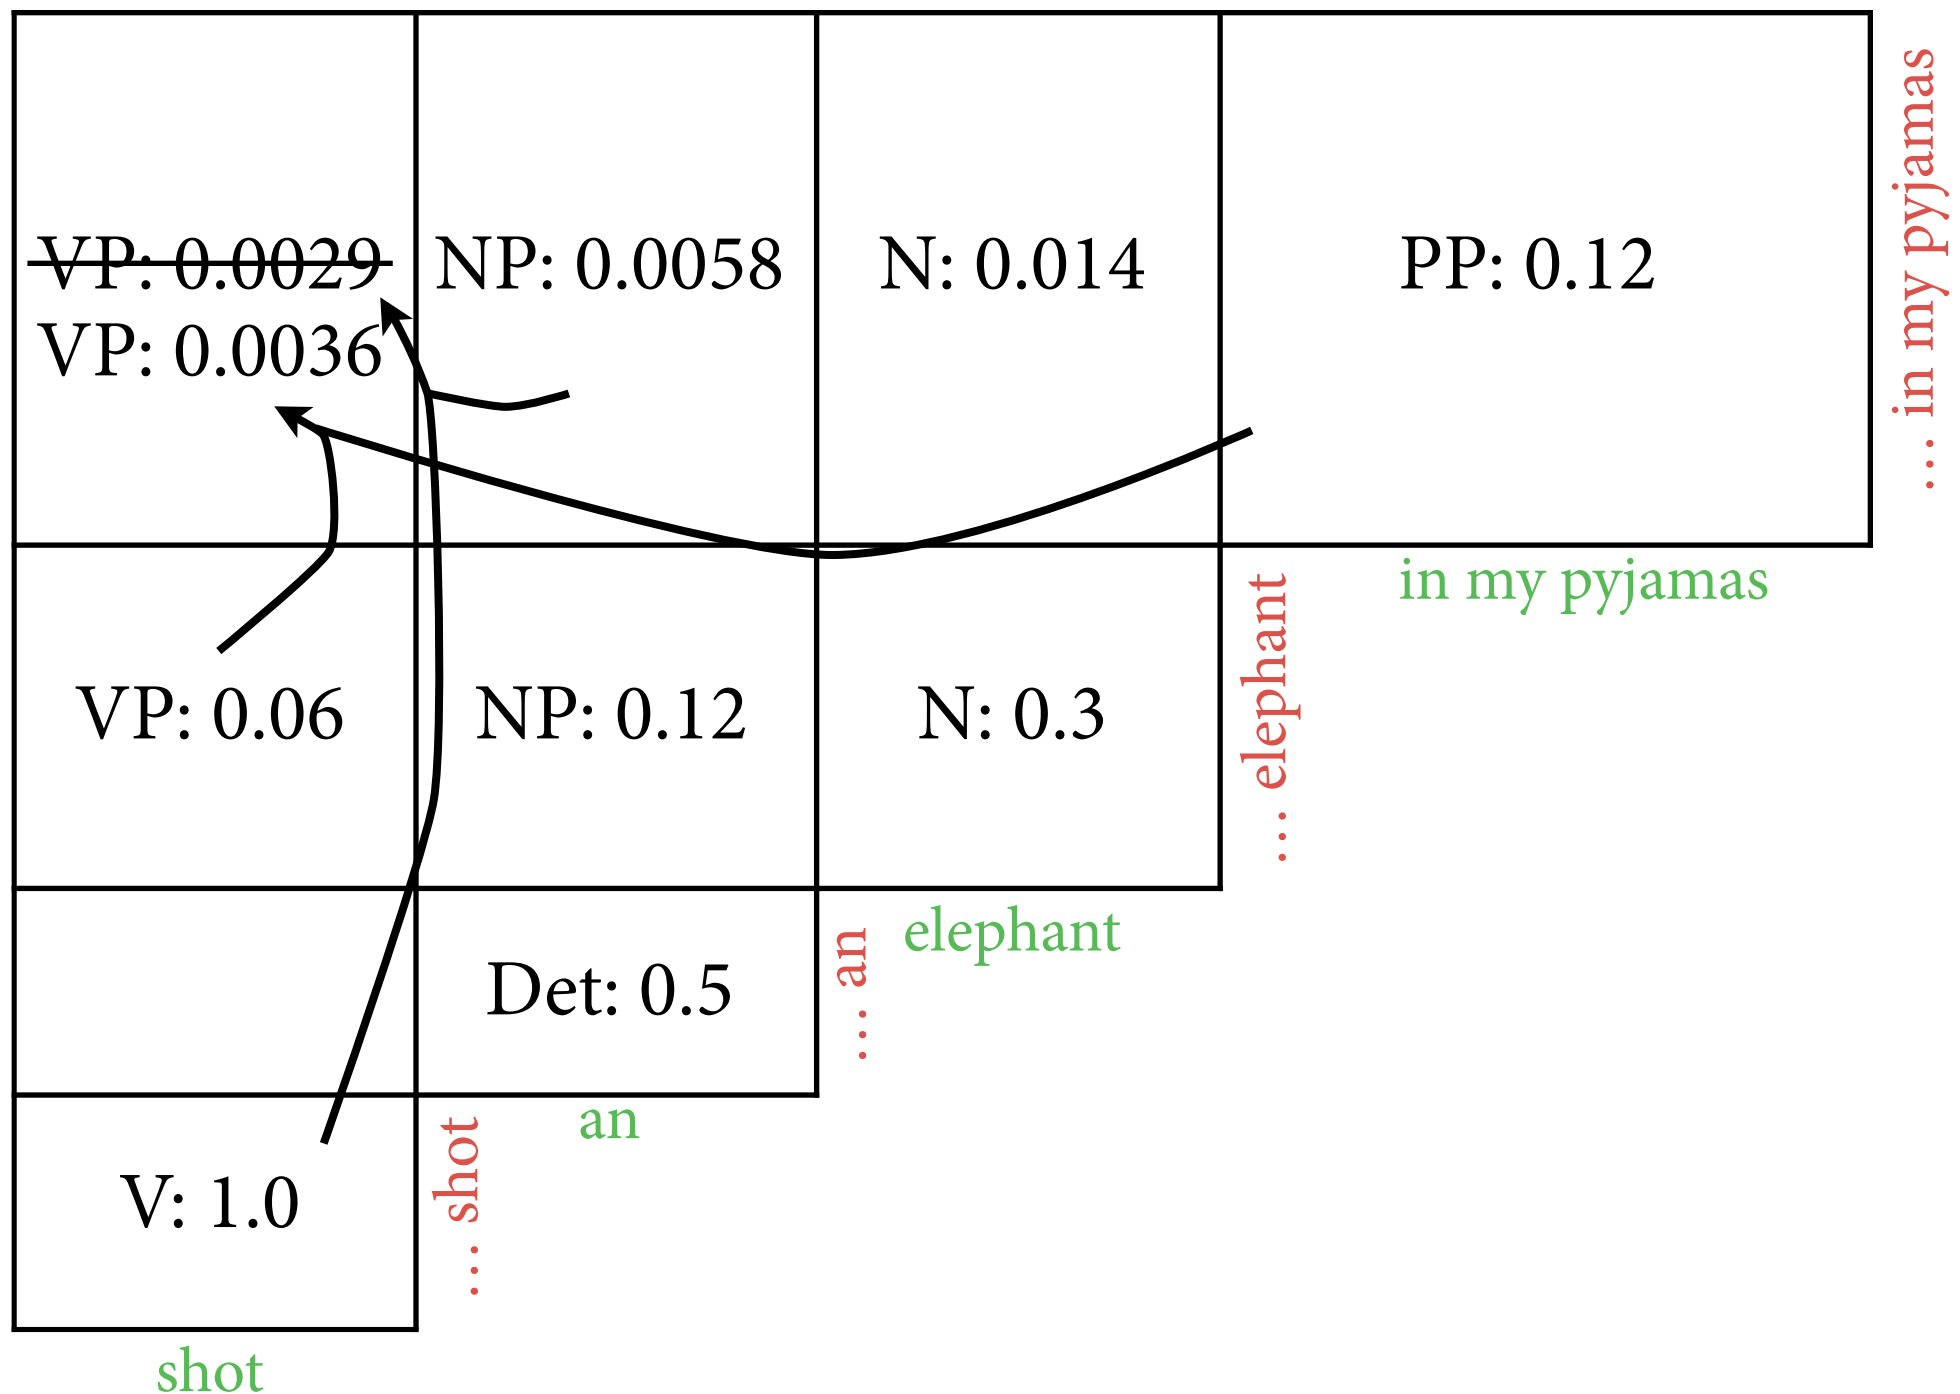 VP: 0.0029
VP: 0.0036
NP: 0.0058
N: 0.014
PP: 0.12
... in my pyjamas
in my pyjamas
VP: 0.06
NP: 0.12
N: 0.3
... elephant
elephant
Det: 0.5
... an
an
V: 1.0
... shot
shot